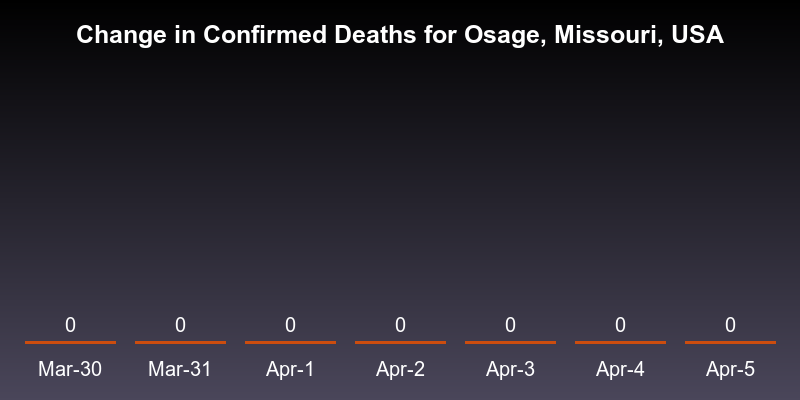 Change in Confirmed Deaths for Osage, Missouri, USA
0 0 0 0 0 0 0
Mar-30 Mar-31 Apr-1 Apr-2 Apr-3 Apr-4 Apr-5